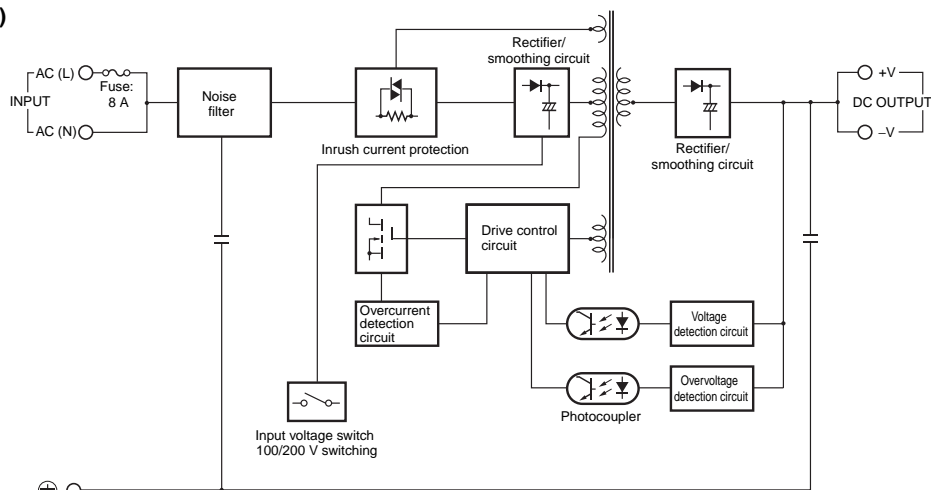 )
AC (L)
Fuse:
8 A
INPUT
AC (N)
Noise
filter
Inrush current protection
Rectifier/
smoothing circuit
Rectifier/
smoothing circuit
+V
DC OUTPUT
–V
Drive control
circuit
Overcurrent
detection
circuit
Voltage
detection circuit
Overvoltage
detection circuit
Photocoupler
Input voltage switch
100/200 V switching